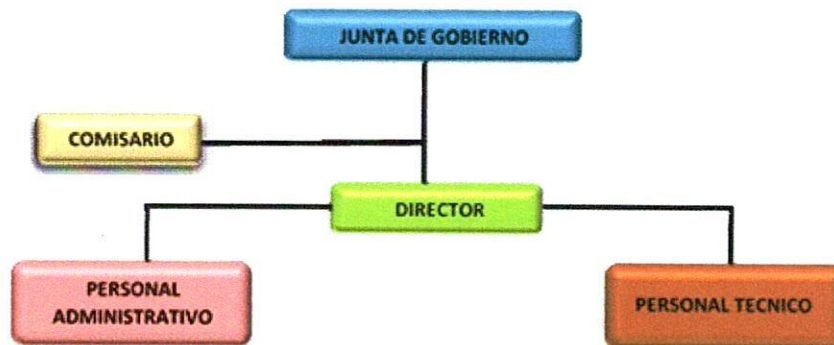 JUNTA DE GOBIERNO
COMISARIO
DIRECTOR
PERSONAL
ADMINISTRATIVO
PERSONAL TECNICO